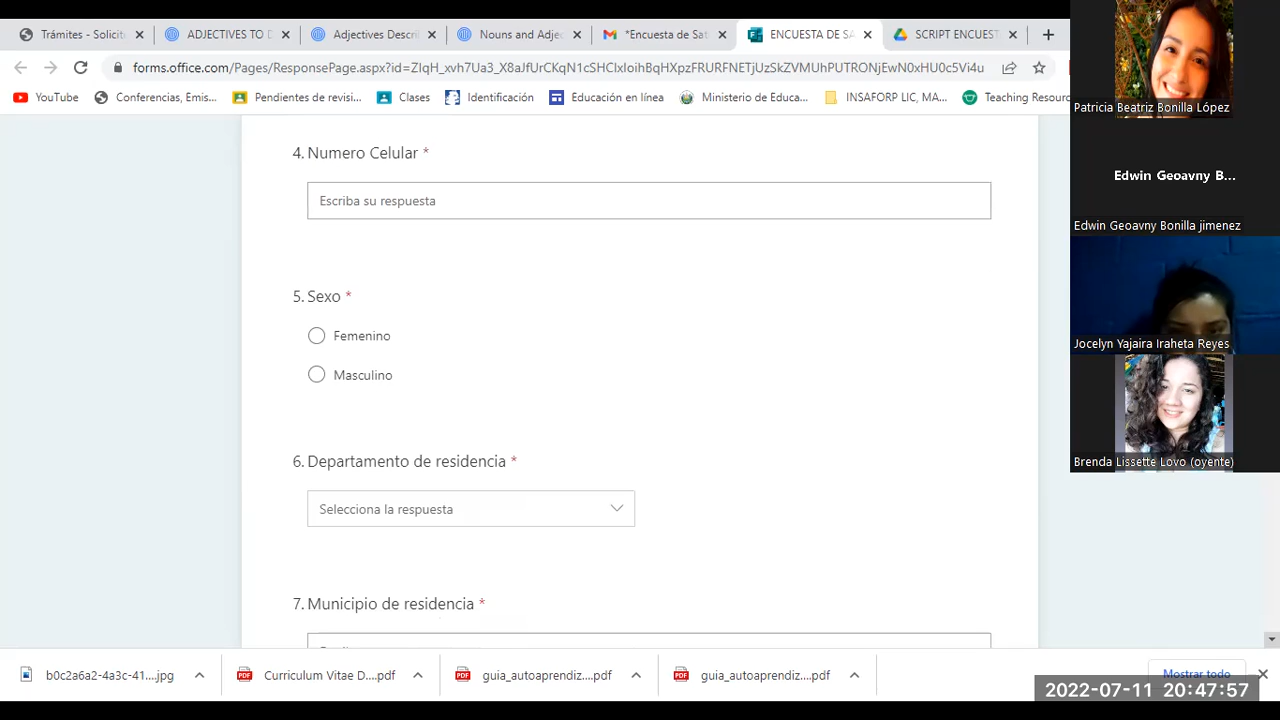 Trámites - Solicit
ADJECTIVES TO D
Adjectives Descri
Nouns and Adje
*Encuesta de Sat
ENCUESTA DE SA
SCRIPT ENCUEST
forms.office.com/Pages/ResponsePage.aspx?id=ZIqH_xvh7Ua3_X8aJfUrCKqN1cSHClxIoihBqHXpzFRURFNETjUzSkZVMUhPUTRONjEwN0xHU0c5Vi4u
YouTube
Conferencias, Emis...
Pendientes de revisi...
Clases
Identificación
Educación en línea
Ministerio de Educa...
INSAFORP LIC, MA...
Teaching Resour
4. Numero Celular *
Escriba su respuesta
5. Sexo *
Femenino
Masculino
6. Departamento de residencia *
Selecciona la respuesta
7. Municipio de residencia *
Patricia Beatriz Bonilla López
Edwin Geoavny B...
Edwin Geoavny Bonilla jimenez
Jocelyn Yajaira Iraheta Reyes
Brenda Lissette Lovo (oyente)
b0c2a6a2-4a3c-41....jpg
Curriculum Vitae D....pdf
guia_autoaprendiz....pdf
guia_autoaprendiz....pdf
Mostrar todo
2022-07-11 20:47:57